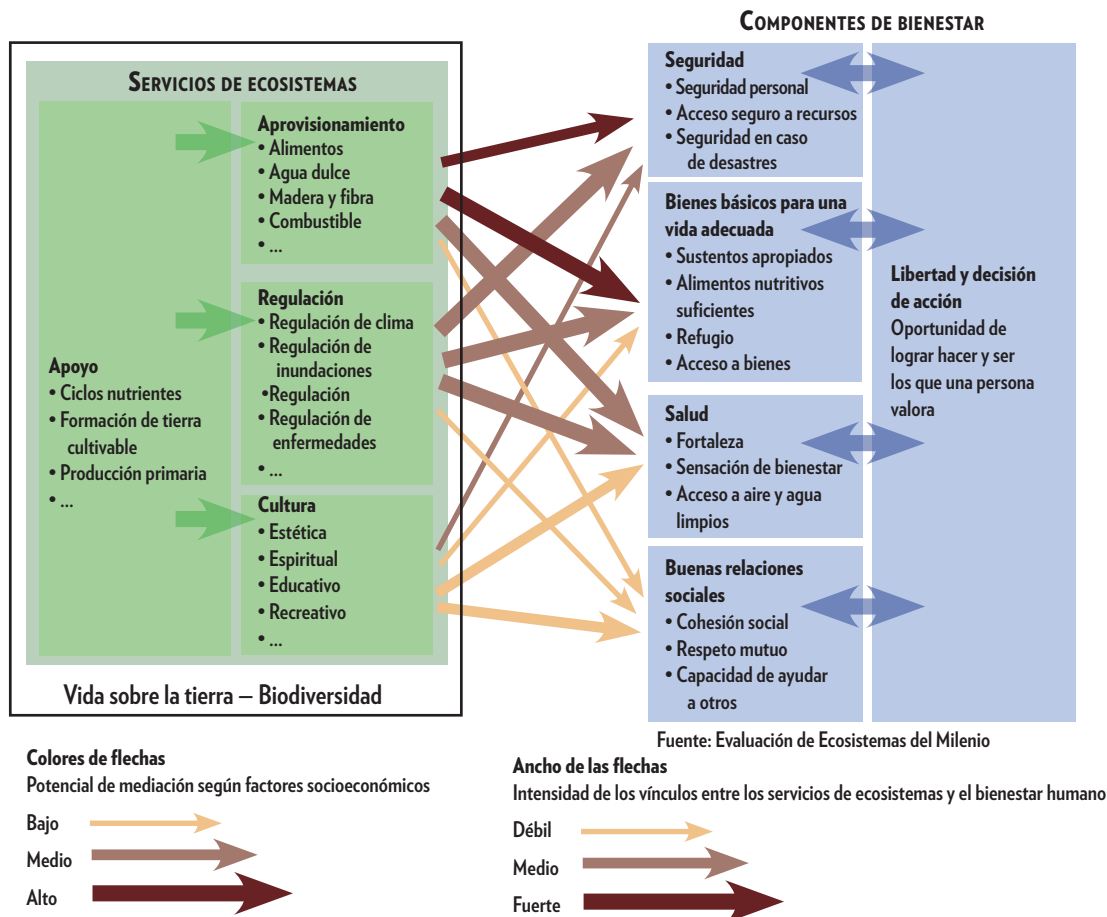 COMPONENTES DE BIENESTAR
SERVICIOS DE ECOSISTEMAS
Apoyo
• Ciclos nutrientes
• Formación de tierra
cultivable
• Producción primaria
• ...
Aprovisionamiento
• Alimentos
• Agua dulce
• Madera y fibra
• Combustible
• ...
Regulación
• Regulación de clima
• Regulación de
inundaciones
• Regulación
• Regulación de
enfermedades
• ...
Cultura
• Estética
• Espiritual
• Educativo
• Recreativo
• ...
Vida sobre la tierra – Biodiversidad
Seguridad
• Seguridad personal
• Acceso seguro a recursos
• Seguridad en caso
de desastres
Bienes básicos para una
vida adecuada
• Sustentos apropiados
• Alimentos nutritivos
suficientes
• Refugio
• Acceso a bienes
Salud
• Fortaleza
• Sensación de bienestar
• Acceso a aire y agua
limpios
Buenas relaciones
sociales
• Cohesión social
• Respeto mutuo
• Capacidad de ayudar
a otros
Libertad y decisión
de acción
Oportunidad de
lograr hacer y ser
los que una persona
valora
Fuente: Evaluación de Ecosistemas del Milenio
Colores de flechas
Potencial de mediación según factores socioeconómicos
Bajo
Medio
Alto
Ancho de las flechas
Intensidad de los vínculos entre los servicios de ecosistemas y el bienestar humano
Débil
Medio
Fuerte